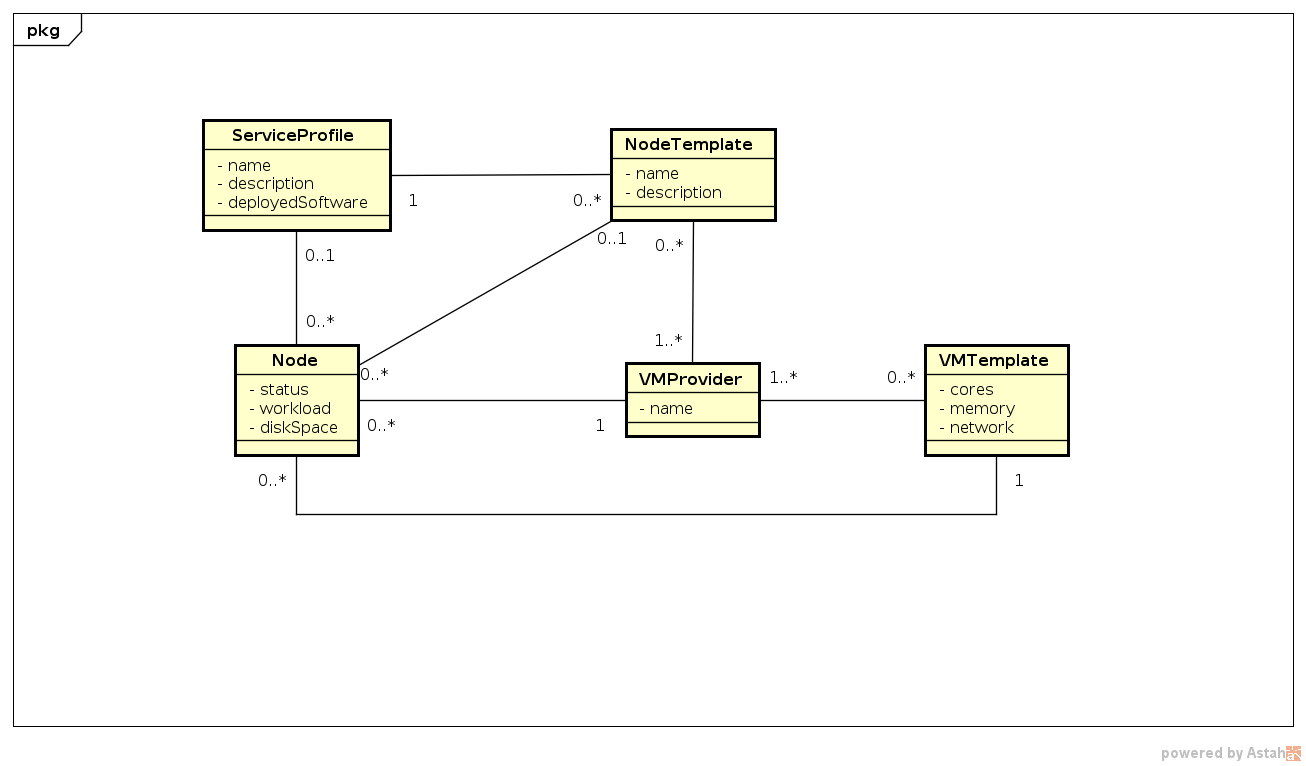 pkg
ServiceProfile
- name
- description
- deployedSoftware
NodeTemplate
- name
- description
1
0..*
0..1
0..*
0..1
0..*
1..*
0..*
Node
- status
- workload
- diskSpace
0..*
0..*
1
VMProvider
- name
1..*
0..*
VMTemplate
- cores
- memory
- network
0..*
1
powered by Astah